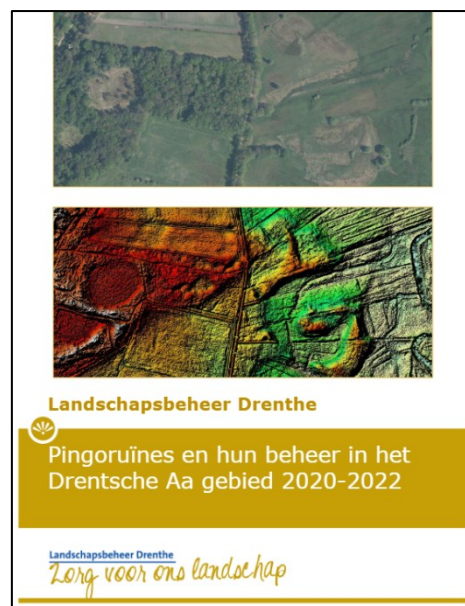 Landschapsbeheer Drenthe
Pingoruïnes en hun beheer in het
Drentsche Aa gebied 2020-2022
Landschapsbeheer Drenthe
Zorg voor ons landschap